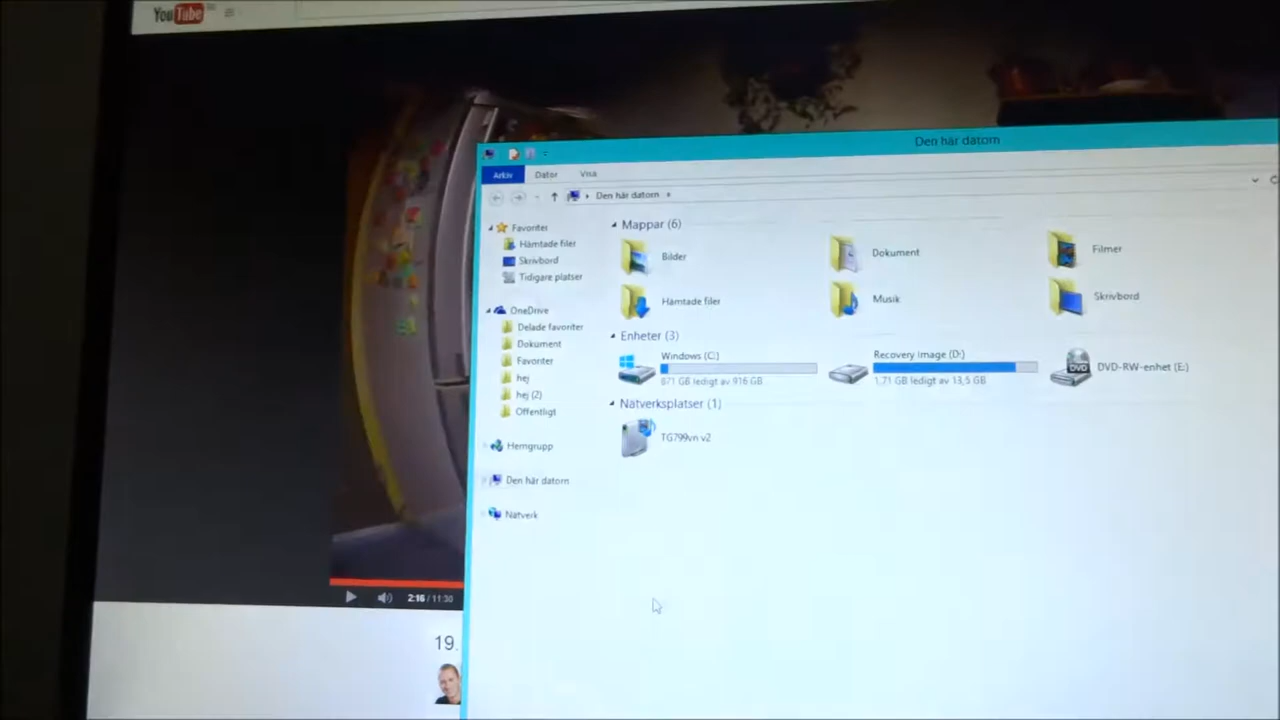 YouTube
Den här datorn
Arkiv Dator Visa
Den här datorn
Favoriter
Hämtade filer
Skrivbord
Tidigare platser
OneDrive
Delade favoriter
Dokument
Favoriter
hej
hej (2)
Offentligt
Hemgrupp
Den här datorn
Nätverk
Mappar (6)
Bilder
Dokument
Filmer
Hämtade filer
Musik
Skrivbord
Enheter (3)
Windows (C:)
871 GB ledigt av 916 GB
Recovery image (D:)
1,71 GB ledigt av 13,5 GB
DVD-RW-enhet (E:)
Nätverksplatser (1)
TG799vn v2
2:16 / 11:30
19.